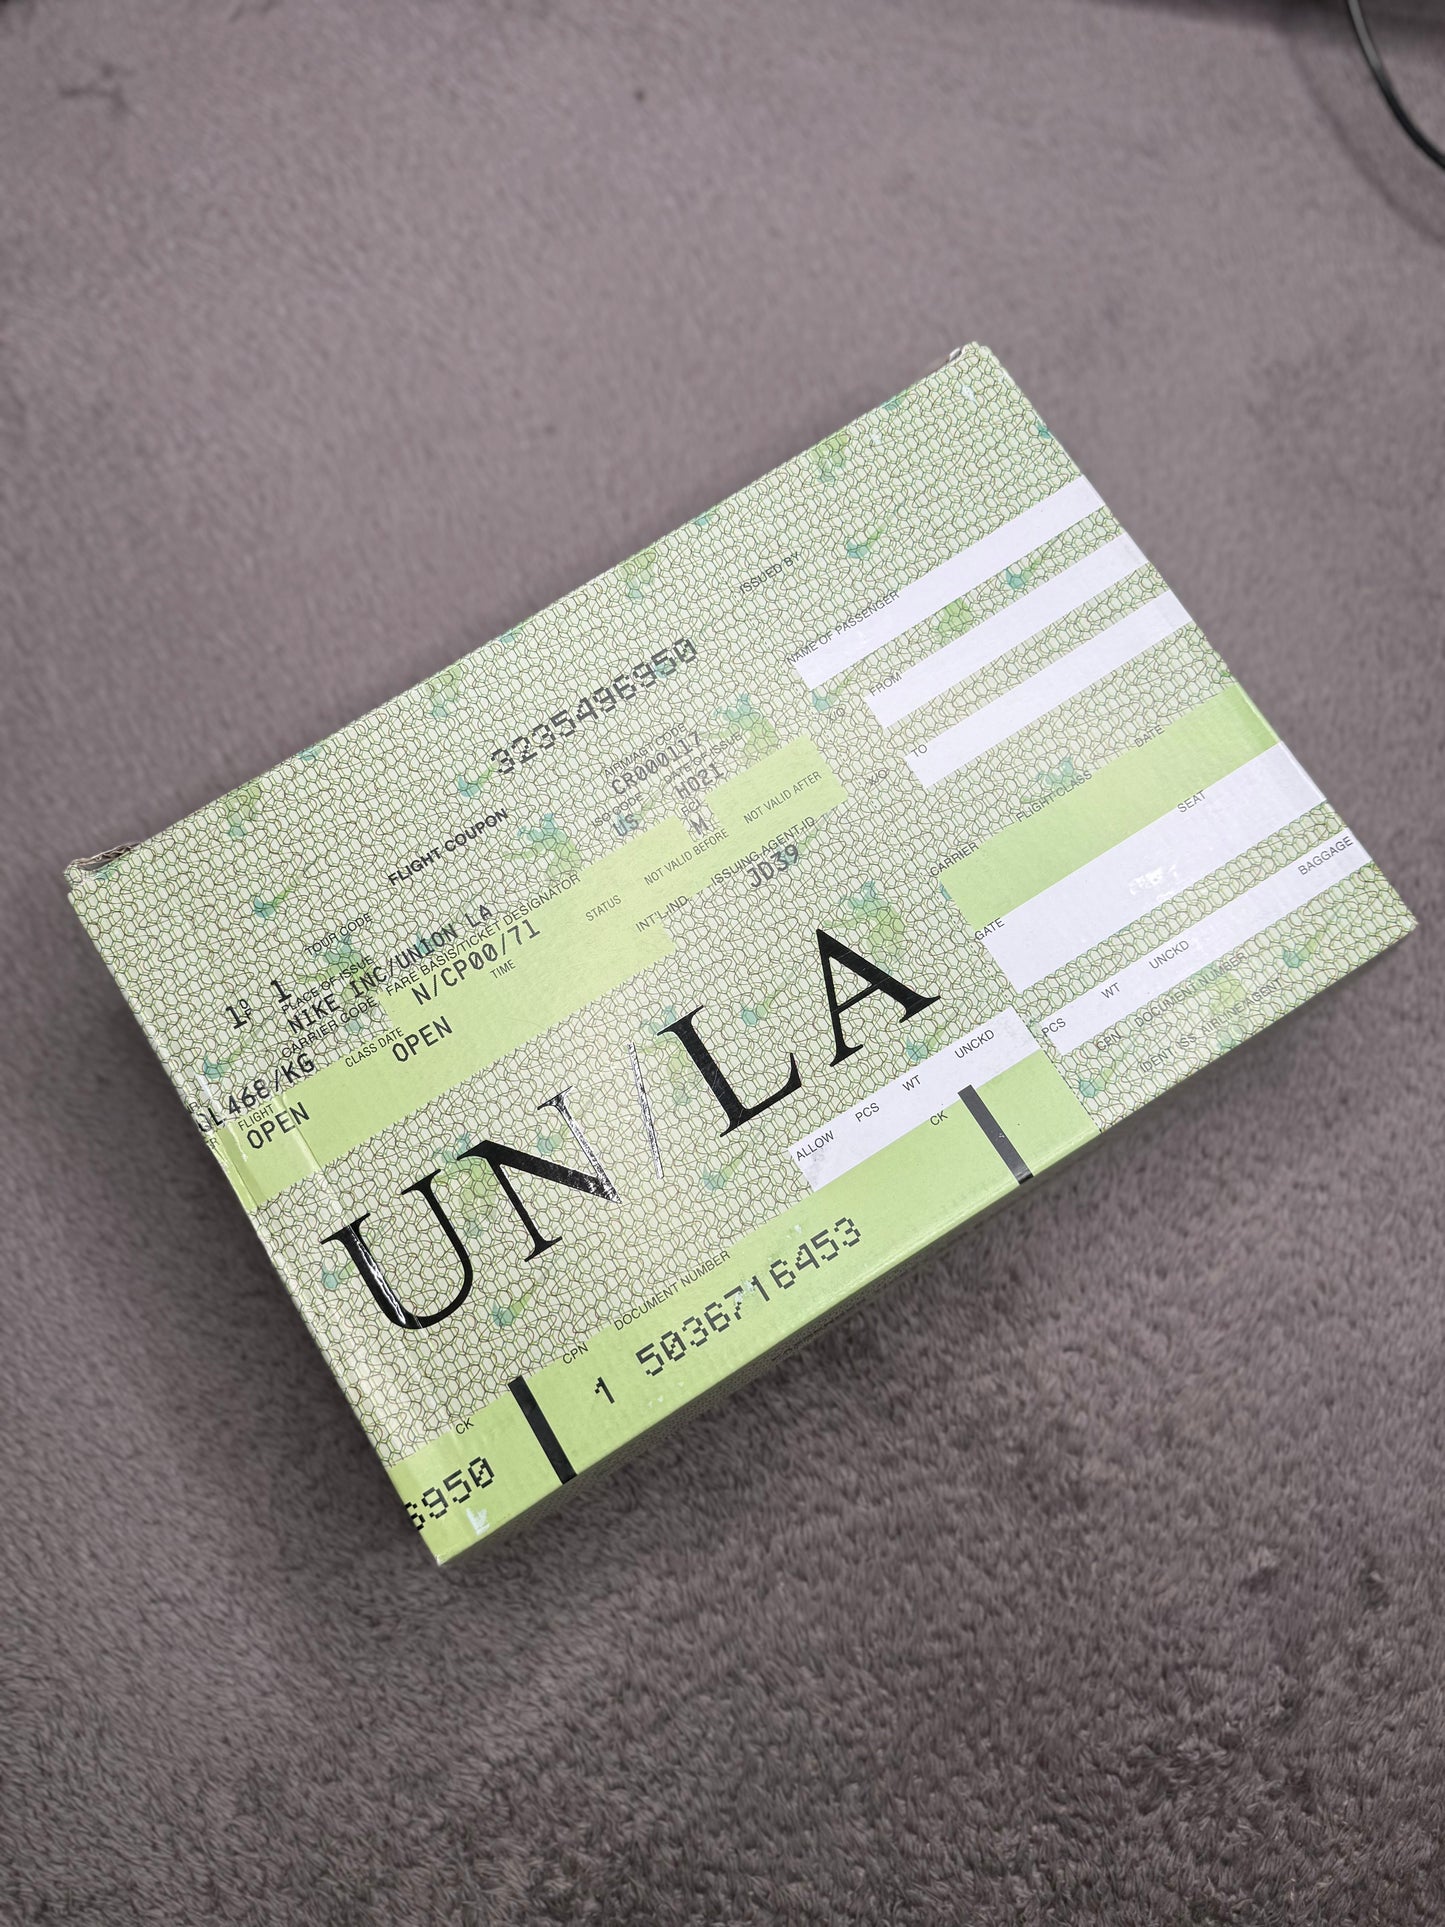 ISSUED BY
3235496950
NAME OF PASSENGER
FROM
X/O
TO
X/O
AIRWAY CODE
CR000117
ISO CODE
DATE OF ISSUE
US
H021
M
FLIGHT COUPON
TOUR CODE
1 OF 1
PLACE OF ISSUE
NIKE INC/UNION LA
CARRIER CODE
FARE BASIS/TICKET DESIGNATOR
STATUS
NOT VALID BEFORE
NOT VALID AFTER
468/KG
N/CP00/71
FLIGHT
CLASS DATE
TIME
INT'L IND.
ISSUING AGENT ID
OPEN
OPEN
JD39
CARRIER
FLIGHT CLASS
DATE
GATE
SEAT
UN/LA
PCS
WT
UNCKD
BAGGAGE
CPN
DOCUMENT NUMBER
ALLOW
PCS
WT
UNCKD
CK
CPN
DOCUMENT NUMBER
1 5036716453
CK
6950